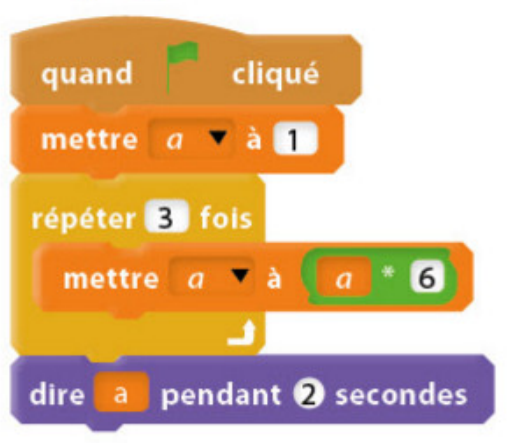 quand cliqué
mettre a à 1
répéter 3 fois
mettre a à a * 6
dire a pendant 2 secondes